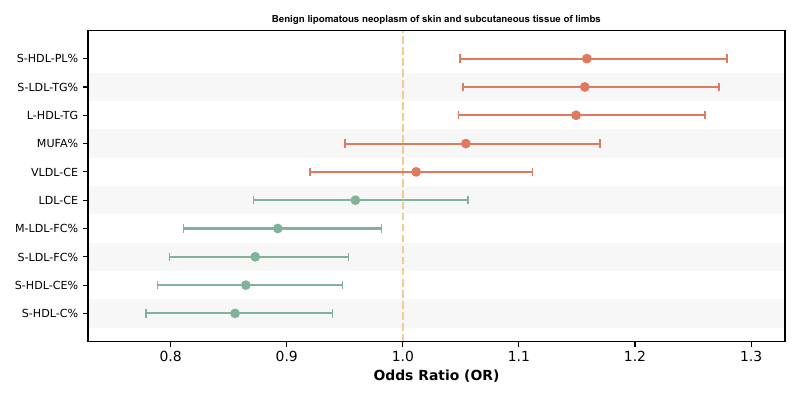 Benign lipomatous neoplasm of skin and subcutaneous tissue of limbs
S-HDL-PL%
S-LDL-TG%
L-HDL-TG
MUFA%
VLDL-CE
LDL-CE
M-LDL-FC%
S-LDL-FC%
S-HDL-CE%
S-HDL-C%
0.8 0.9 1.0 1.1 1.2 1.3
Odds Ratio (OR)